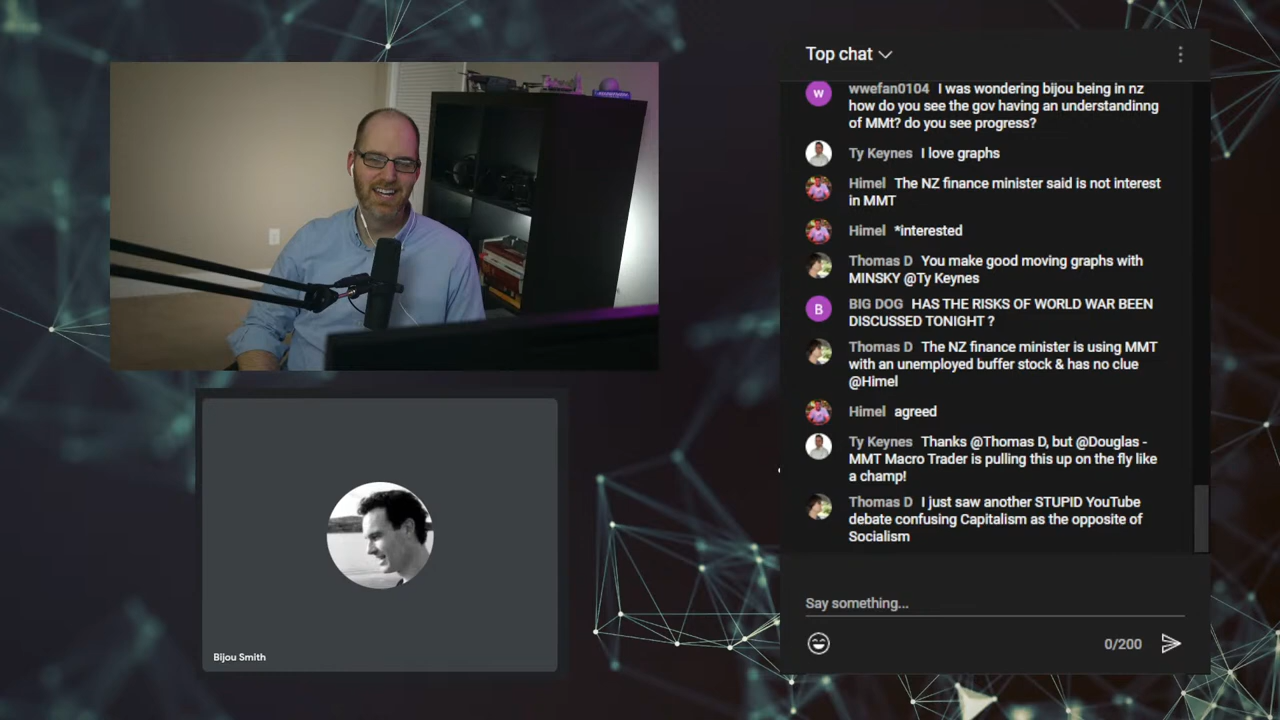 Top chat
wwefan0104 I was wondering bijou being in nz
how do you see the gov having an understandinng
of MMt? do you see progress?
Ty Keynes I love graphs
Himel The NZ finance minister said is not interest
in MMT
Himel *interested
Thomas D You make good moving graphs with
MINSKY @Ty Keynes
BIG DOG HAS THE RISKS OF WORLD WAR BEEN
DISCUSSED TONIGHT ?
Thomas D The NZ finance minister is using MMT
with an unemployed buffer stock & has no clue
@Himel
Himel agreed
Ty Keynes Thanks @Thomas D, but @Douglas -
MMT Macro Trader is pulling this up on the fly like
a champ!
Thomas D I just saw another STUPID YouTube
debate confusing Capitalism as the opposite of
Socialism
Say something...
0/200
W
B
Bijou Smith